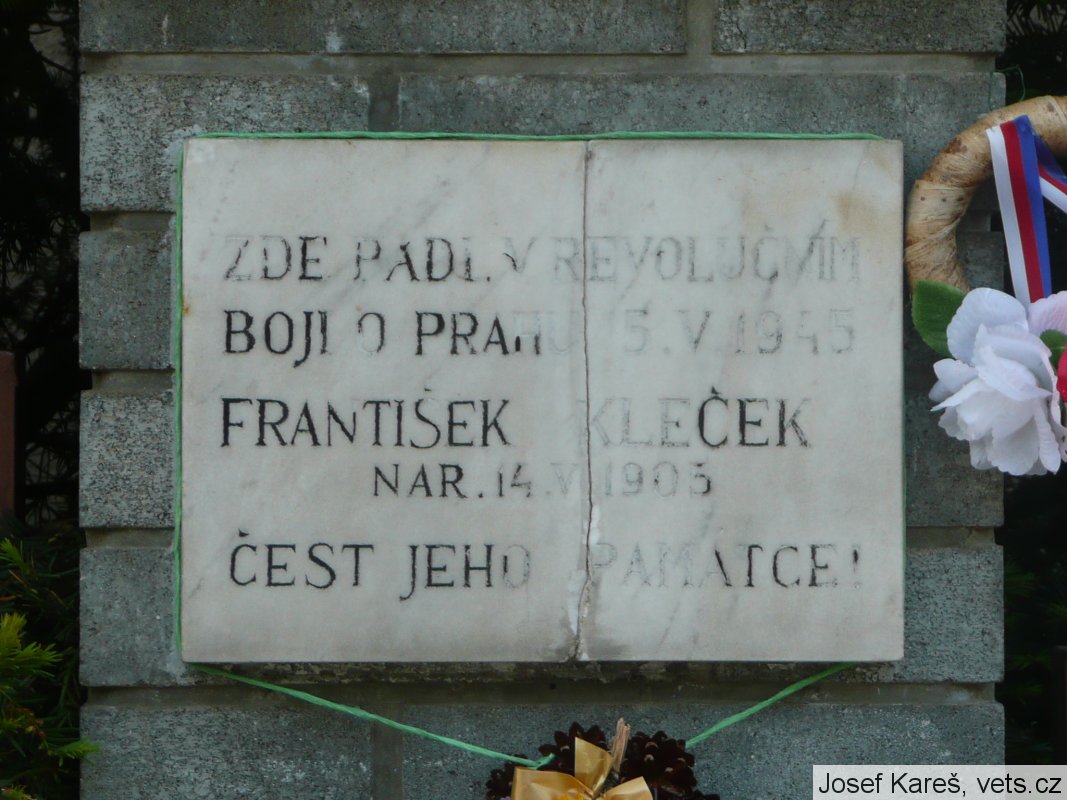 ZDE PADL V REVOLUČNÍM
BOJI O PRAHU 5. V. 1945
FRANTIŠEK KLEČEK
NAR. 14. V. 1905
ČEST JEHO PAMÁTCE!
Josef Kareš, vets.cz